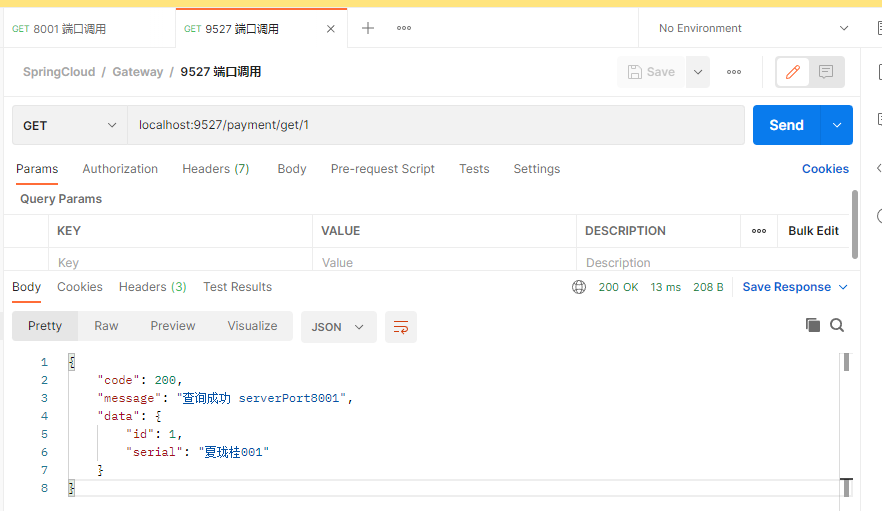 GET 8001 端口调用
GET 9527 端口调用
No Environment
SpringCloud / Gateway / 9527 端口调用
Save
GET
localhost:9527/payment/get/1
Send
Params Authorization Headers (7) Body Pre-request Script Tests Settings Cookies
Query Params
KEY VALUE DESCRIPTION Bulk Edit
Key Value Description
Body Cookies Headers (3) Test Results 200 OK 13 ms 208 B Save Response
Pretty Raw Preview Visualize JSON
1 {
2 "code": 200,
3 "message": "查询成功 serverPort8001",
4 "data": {
5 "id": 1,
6 "serial": "夏珑桂001"
7 }
8 }